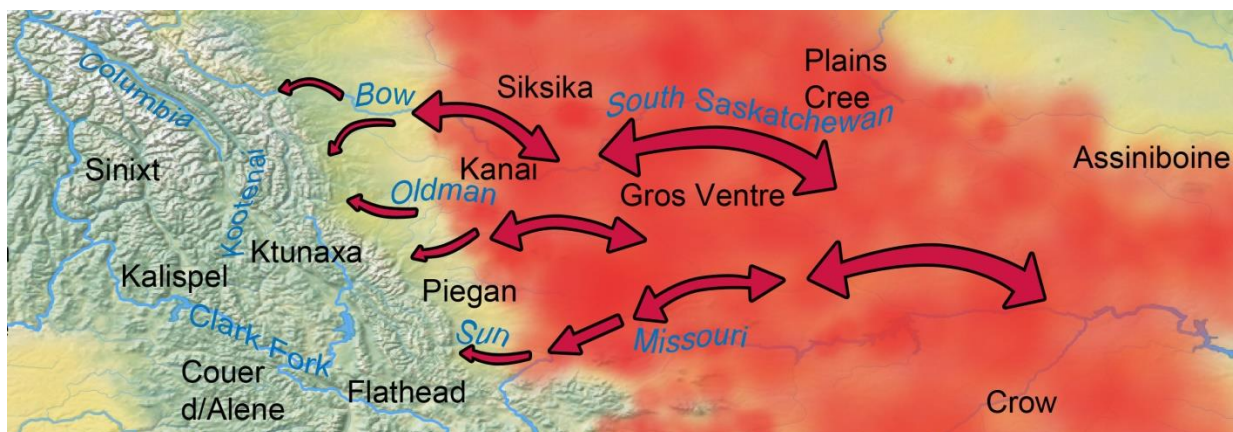 Columbia
Bow
Siksika
South Saskatchewan
Plains
Cree
Assiniboine
Sinixt
Kootenai
Kanai
Oldman
Gros Ventre
Ktunaxa
Kalispel
Piegan
Clark Fork
Sun
Missouri
Couer
d/Alene
Flathead
Crow